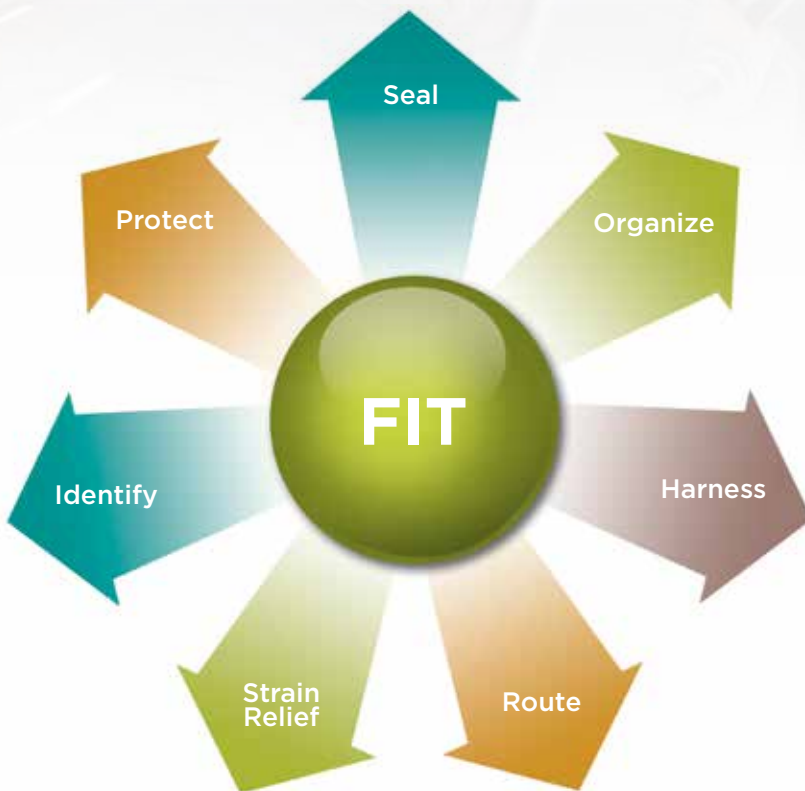 Seal
Organize
Protect
FIT
Harness
Identify
Strain
Relief
Route